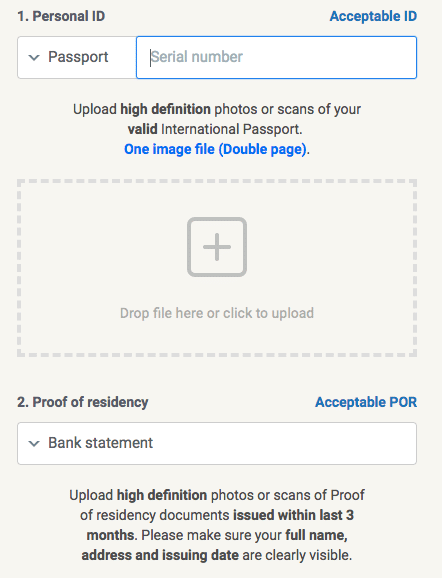 1. Personal ID
Acceptable ID
Passport
Serial number
Upload high definition photos or scans of your
valid International Passport.
One image file (Double page).
Drop file here or click to upload
2. Proof of residency
Acceptable POR
Bank statement
Upload high definition photos or scans of Proof
of residency documents issued within last 3
months. Please make sure your full name,
address and issuing date are clearly visible.